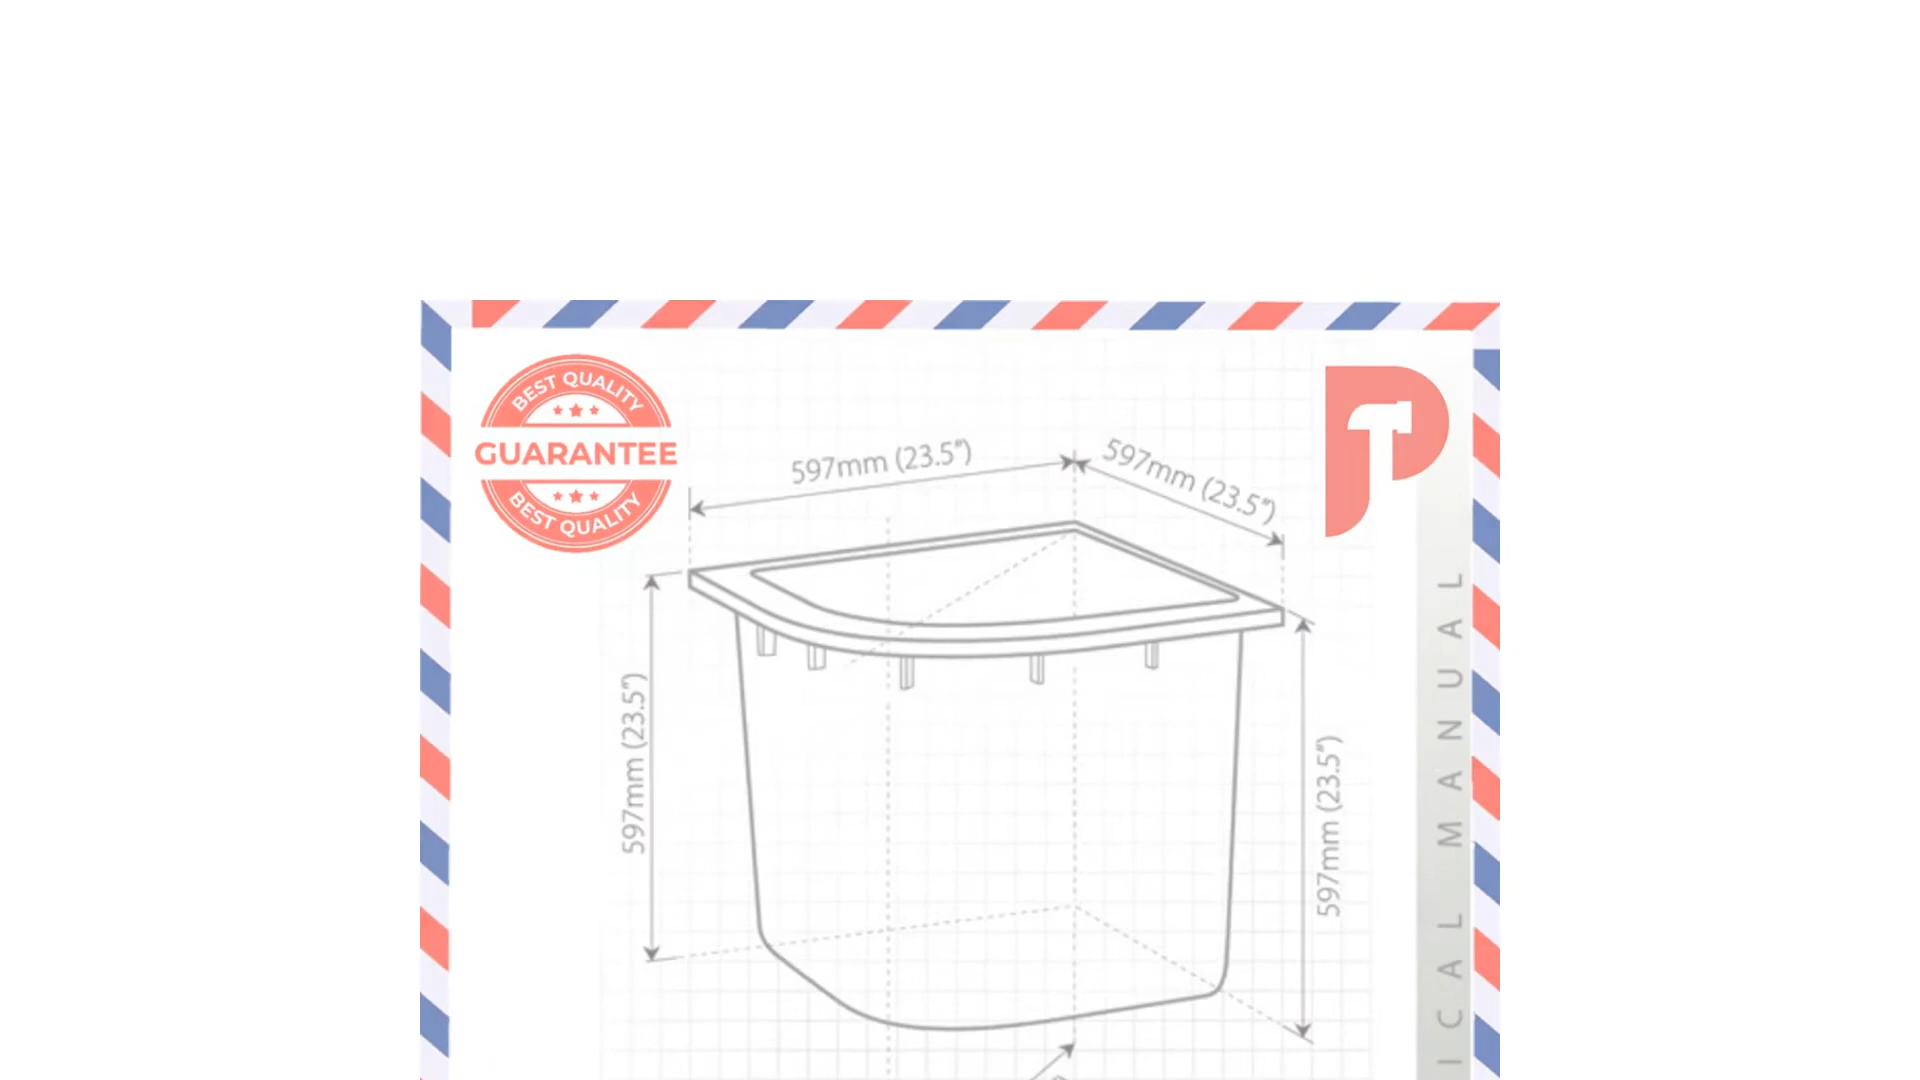 BEST QUALITY
GUARANTEE
BEST QUALITY
597mm (23.5")
597mm (23.5")
597mm (23.5")
597mm (23.5")
ICAL MANUAL